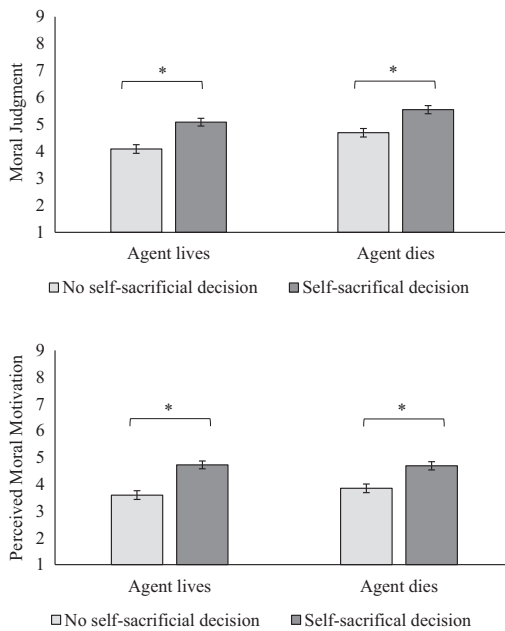 9
8
7
6
5
4
3
2
1
Moral Judgment
*
*
Agent lives
Agent dies
No self-sacrificial decision
Self-sacrifical decision
9
8
7
6
5
4
3
2
1
Perceived Moral Motivation
*
*
Agent lives
Agent dies
No self-sacrificial decision
Self-sacrifical decision